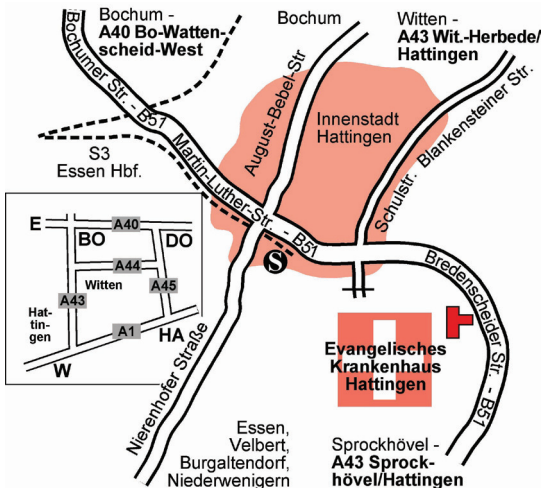 Bochum -
A40 Bo-Watten-
scheid-West
Bochum
Witten -
A43 Wit.-Herbede/
Hattingen
Bochumer Str. - B51
August-Bebel-Str
Innenstadt
Hattingen
Schulstr. Blankensteiner Str.
S3
Essen Hbf.
Martin-Luther-Str. - B51
S
E
A40
BO
DO
A44
Witten
A43
A45
Hat-
tin-
gen
A1
HA
W
Nierenhofer Straße
Bredenscheider Str. - B51
Evangelisches
Krankenhaus
Hattingen
Essen,
Velbert,
Burgaltendorf,
Niederwenigern
Sprockhövel -
A43 Sprock-
hövel/Hattingen